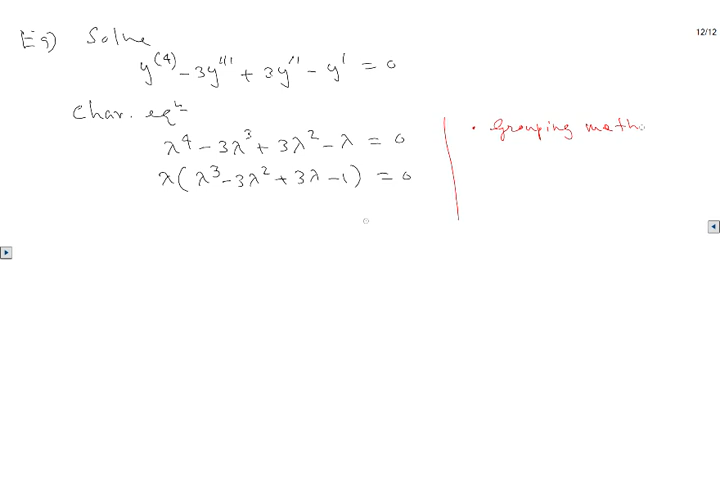 Eg) Solve
y⁽⁴⁾ - 3y''' + 3y'' - y' = 0
Char. eqⁿ
λ⁴ - 3λ³ + 3λ² - λ = 0
λ(λ³ - 3λ² + 3λ - 1) = 0
• Grouping metho
12/12